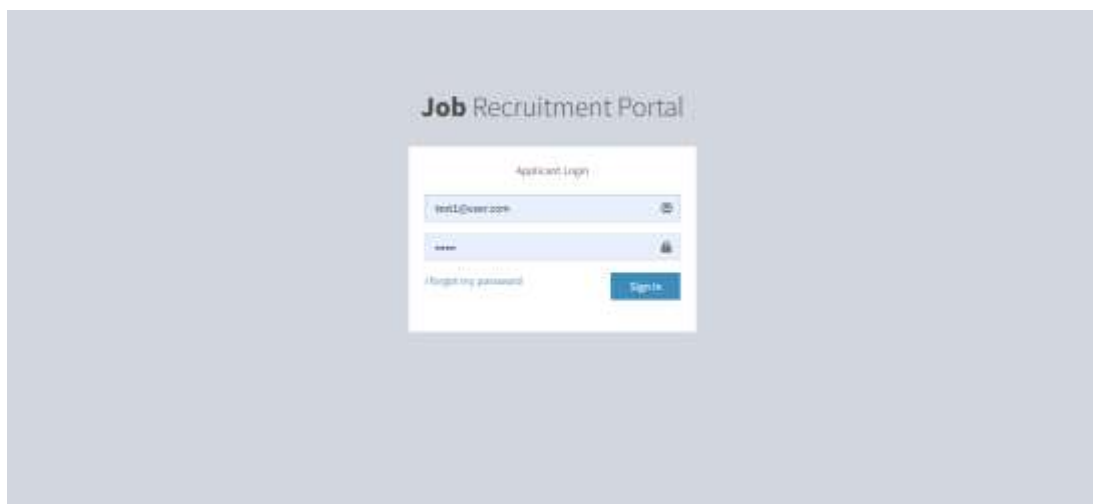 Job Recruitment Portal
Applicant Login
test1@user.com
•••••
I forgot my password
Sign In